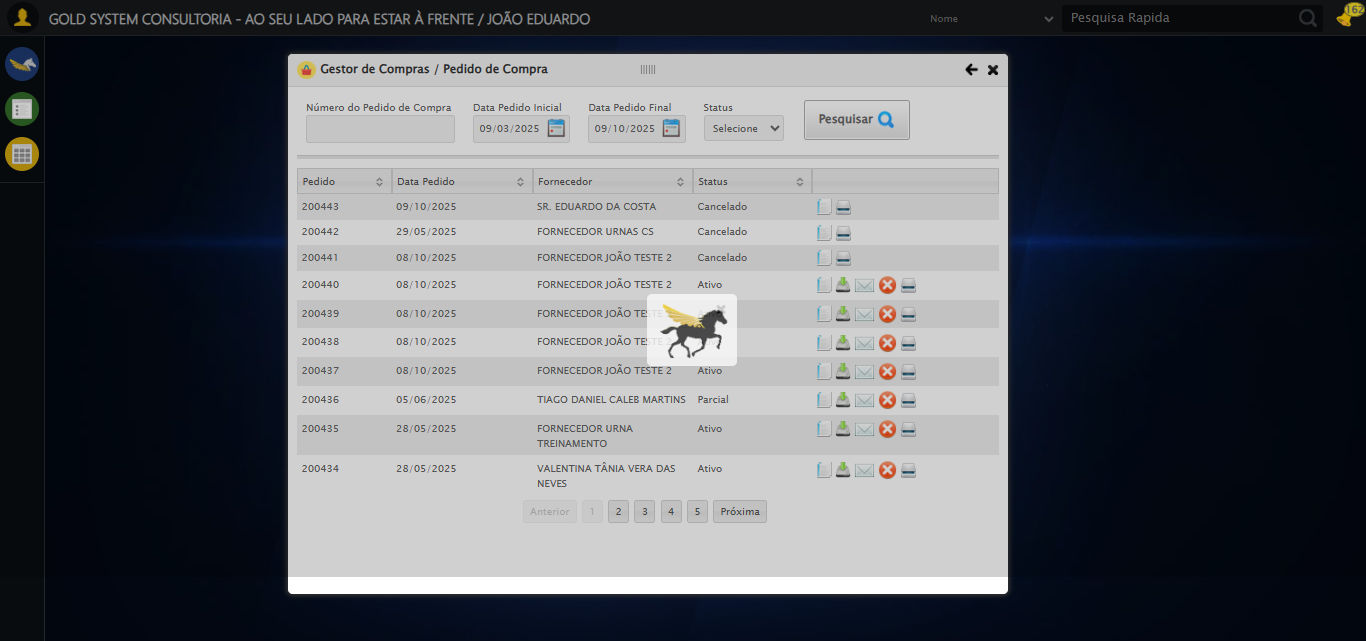 GOLD SYSTEM CONSULTORIA - AO SEU LADO PARA ESTAR À FRENTE / JOÃO EDUARDO
Nome
Pesquisa Rapida
162
Gestor de Compras / Pedido de Compra
Número do Pedido de Compra
Data Pedido Inicial
Data Pedido Final
Status
09/03/2025
09/10/2025
Selecione
Pesquisar
Pedido Data Pedido Fornecedor Status
200443 09/10/2025 SR. EDUARDO DA COSTA Cancelado
200442 29/05/2025 FORNECEDOR URNAS CS Cancelado
200441 08/10/2025 FORNECEDOR JOÃO TESTE 2 Cancelado
200440 08/10/2025 FORNECEDOR JOÃO TESTE 2 Ativo
200439 08/10/2025 FORNECEDOR JOÃO TESTE
200438 08/10/2025 FORNECEDOR JOÃO TESTE 2
200437 08/10/2025 FORNECEDOR JOÃO TESTE 2 Ativo
200436 05/06/2025 TIAGO DANIEL CALEB MARTINS Parcial
200435 28/05/2025 FORNECEDOR URNA TREINAMENTO Ativo
200434 28/05/2025 VALENTINA TÂNIA VERA DAS NEVES Ativo
Anterior 1 2 3 4 5 Próxima